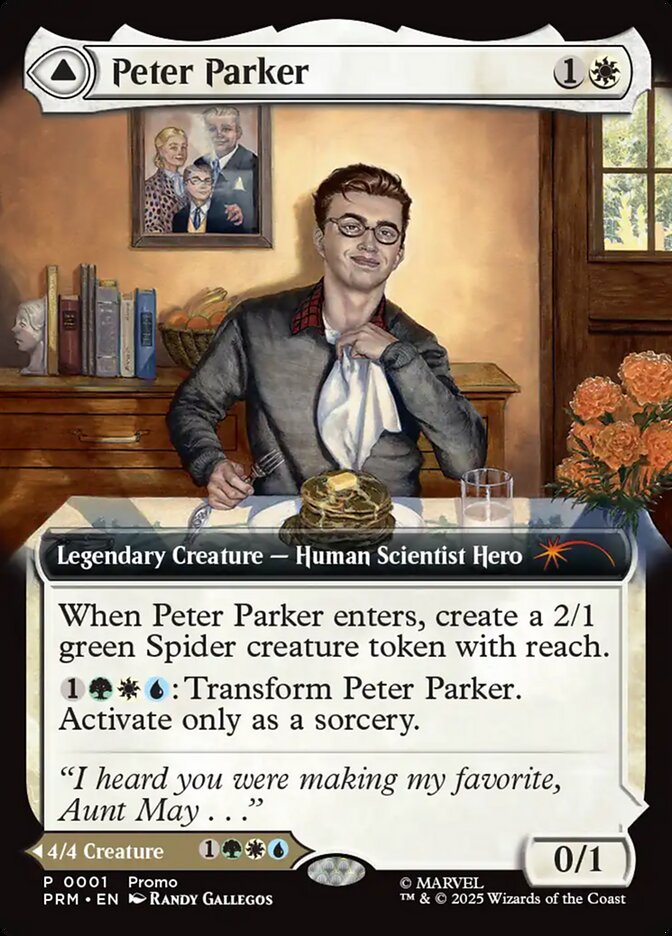 Peter Parker 1
Legendary Creature — Human Scientist Hero
When Peter Parker enters, create a 2/1
green Spider creature token with reach.
1 : Transform Peter Parker.
Activate only as a sorcery.
“I heard you were making my favorite,
Aunt May . . .”
4/4 Creature 1
0/1
P 0001 Promo
PRM • EN Randy Gallegos
© MARVEL
™ & © 2025 Wizards of the Coast